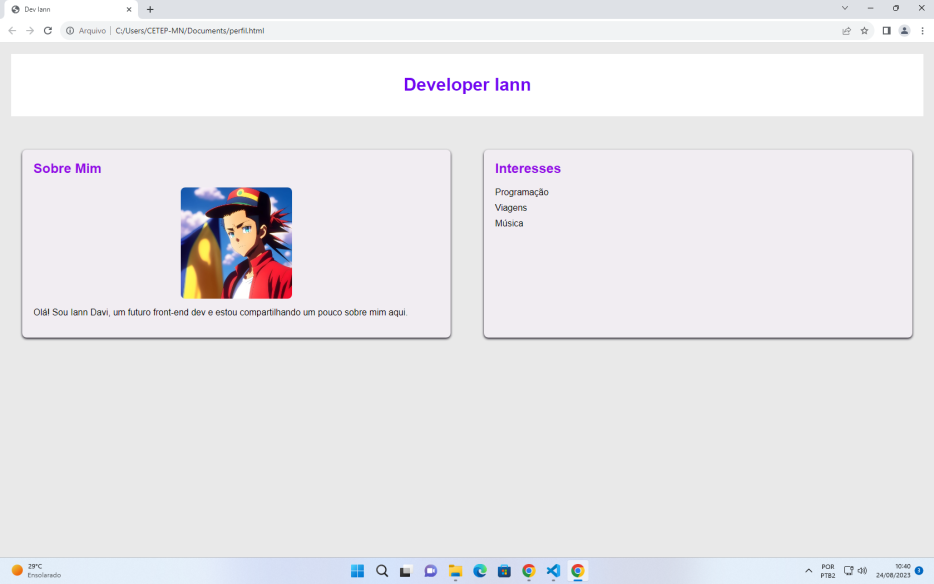 Dev Iann
Arquivo
C:/Users/CETEP-MN/Documents/perfil.html
Developer Iann
Sobre Mim
Olá! Sou Iann Davi, um futuro front-end dev e estou compartilhando um pouco sobre mim aqui.
Interesses
Programação
Viagens
Música
29°C
Ensolarado
POR
PTB2
10:40
24/08/2023